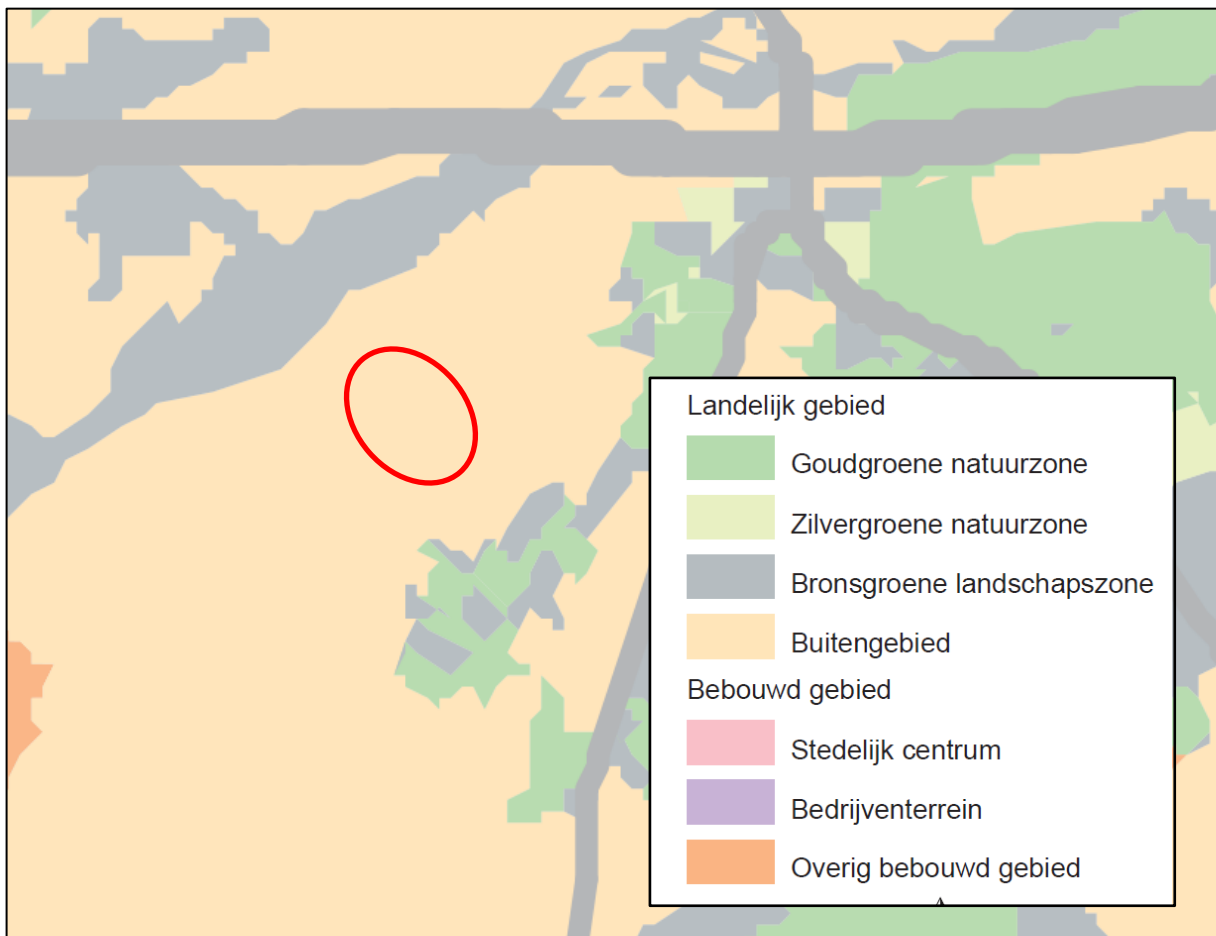 Landelijk gebied
Goudgroene natuurzone
Zilvergroene natuurzone
Bronsgroene landschapszone
Buitengebied
Bebouwd gebied
Stedelijk centrum
Bedrijventerrein
Overig bebouwd gebied